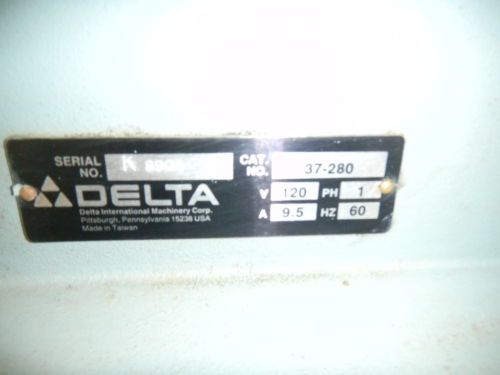 SERIAL NO. K
CAT. NO. 37-280
DELTA
V 120 PH 1
A 9.5 HZ 60
Delta International Machinery Corp.
Pittsburgh, Pennsylvania 15238 USA
Made in Taiwan